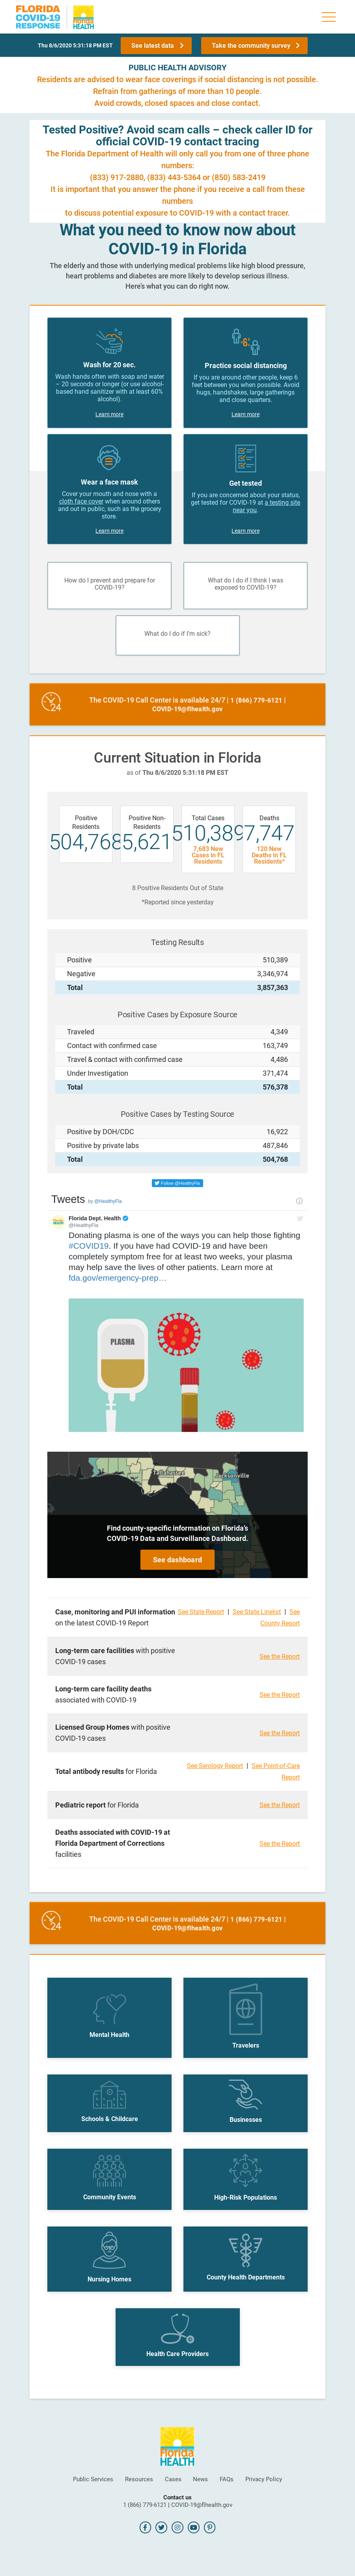 FLORIDA
COVID-19
RESPONSE
Florida
HEALTH
Thu 8/6/2020 5:31:18 PM EST
See latest data
Take the community survey
PUBLIC HEALTH ADVISORY
Residents are advised to wear face coverings if social distancing is not possible.
Refrain from gatherings of more than 10 people.
Avoid crowds, closed spaces and close contact.
Tested Positive? Avoid scam calls – check caller ID for
official COVID-19 contact tracing
The Florida Department of Health will only call you from one of three phone
numbers:
(833) 917-2880, (833) 443-5364 or (850) 583-2419
It is important that you answer the phone if you receive a call from these
numbers
to discuss potential exposure to COVID-19 with a contact tracer.
What you need to know now about
COVID-19 in Florida
The elderly and those with underlying medical problems like high blood pressure,
heart problems and diabetes are more likely to develop serious illness.
Here's what you can do right now.
Wash for 20 sec.
Wash hands often with soap and water
– 20 seconds or longer (or use alcohol-
based hand sanitizer with at least 60%
alcohol).
Learn more
6
Practice social distancing
If you are around other people, keep 6
feet between you when possible. Avoid
hugs, handshakes, large gatherings
and close quarters.
Learn more
Wear a face mask
Cover your mouth and nose with a
cloth face cover when around others
and out in public, such as the grocery
store.
Learn more
Get tested
If you are concerned about your status,
get tested for COVID-19 at a testing site
near you.
Learn more
How do I prevent and prepare for
COVID-19?
What do I do if I think I was
exposed to COVID-19?
What do I do if I'm sick?
24
The COVID-19 Call Center is available 24/7 | 1 (866) 779-6121 |
COVID-19@flhealth.gov
Current Situation in Florida
as of Thu 8/6/2020 5:31:18 PM EST
Positive
Residents
504,768
Positive Non-
Residents
5,621
Total Cases
510,389
7,683 New
Cases in FL
Residents
Deaths
7,747
120 New
Deaths in FL
Residents*
8 Positive Residents Out of State
*Reported since yesterday
Testing Results
Positive 510,389
Negative 3,346,974
Total 3,857,363
Positive Cases by Exposure Source
Traveled 4,349
Contact with confirmed case 163,749
Travel & contact with confirmed case 4,486
Under Investigation 371,474
Total 576,378
Positive Cases by Testing Source
Positive by DOH/CDC 16,922
Positive by private labs 487,846
Total 504,768
Follow @HealthyFla
Tweets by @HealthyFla
Florida Dept. Health
@HealthyFla
Donating plasma is one of the ways you can help those fighting
#COVID19. If you have had COVID-19 and have been
completely symptom free for at least two weeks, your plasma
may help save the lives of other patients. Learn more at
fda.gov/emergency-prep…
PLASMA
Tallahassee
Jacksonville
Find county-specific information on Florida's
COVID-19 Data and Surveillance Dashboard.
See dashboard
Case, monitoring and PUI information See State Report | See State Linelist | See
on the latest COVID-19 Report County Report
Long-term care facilities with positive
COVID-19 cases
See the Report
Long-term care facility deaths
associated with COVID-19
See the Report
Licensed Group Homes with positive
COVID-19 cases
See the Report
Total antibody results for Florida
See Serology Report | See Point-of-Care
Report
Pediatric report for Florida
See the Report
Deaths associated with COVID-19 at
Florida Department of Corrections
facilities
See the Report
24
The COVID-19 Call Center is available 24/7 | 1 (866) 779-6121 |
COVID-19@flhealth.gov
Mental Health
Travelers
Schools & Childcare
Businesses
Community Events
High-Risk Populations
Nursing Homes
County Health Departments
Health Care Providers
Florida
HEALTH
Public Services Resources Cases News FAQs Privacy Policy
Contact us
1 (866) 779-6121 | COVID-19@flhealth.gov